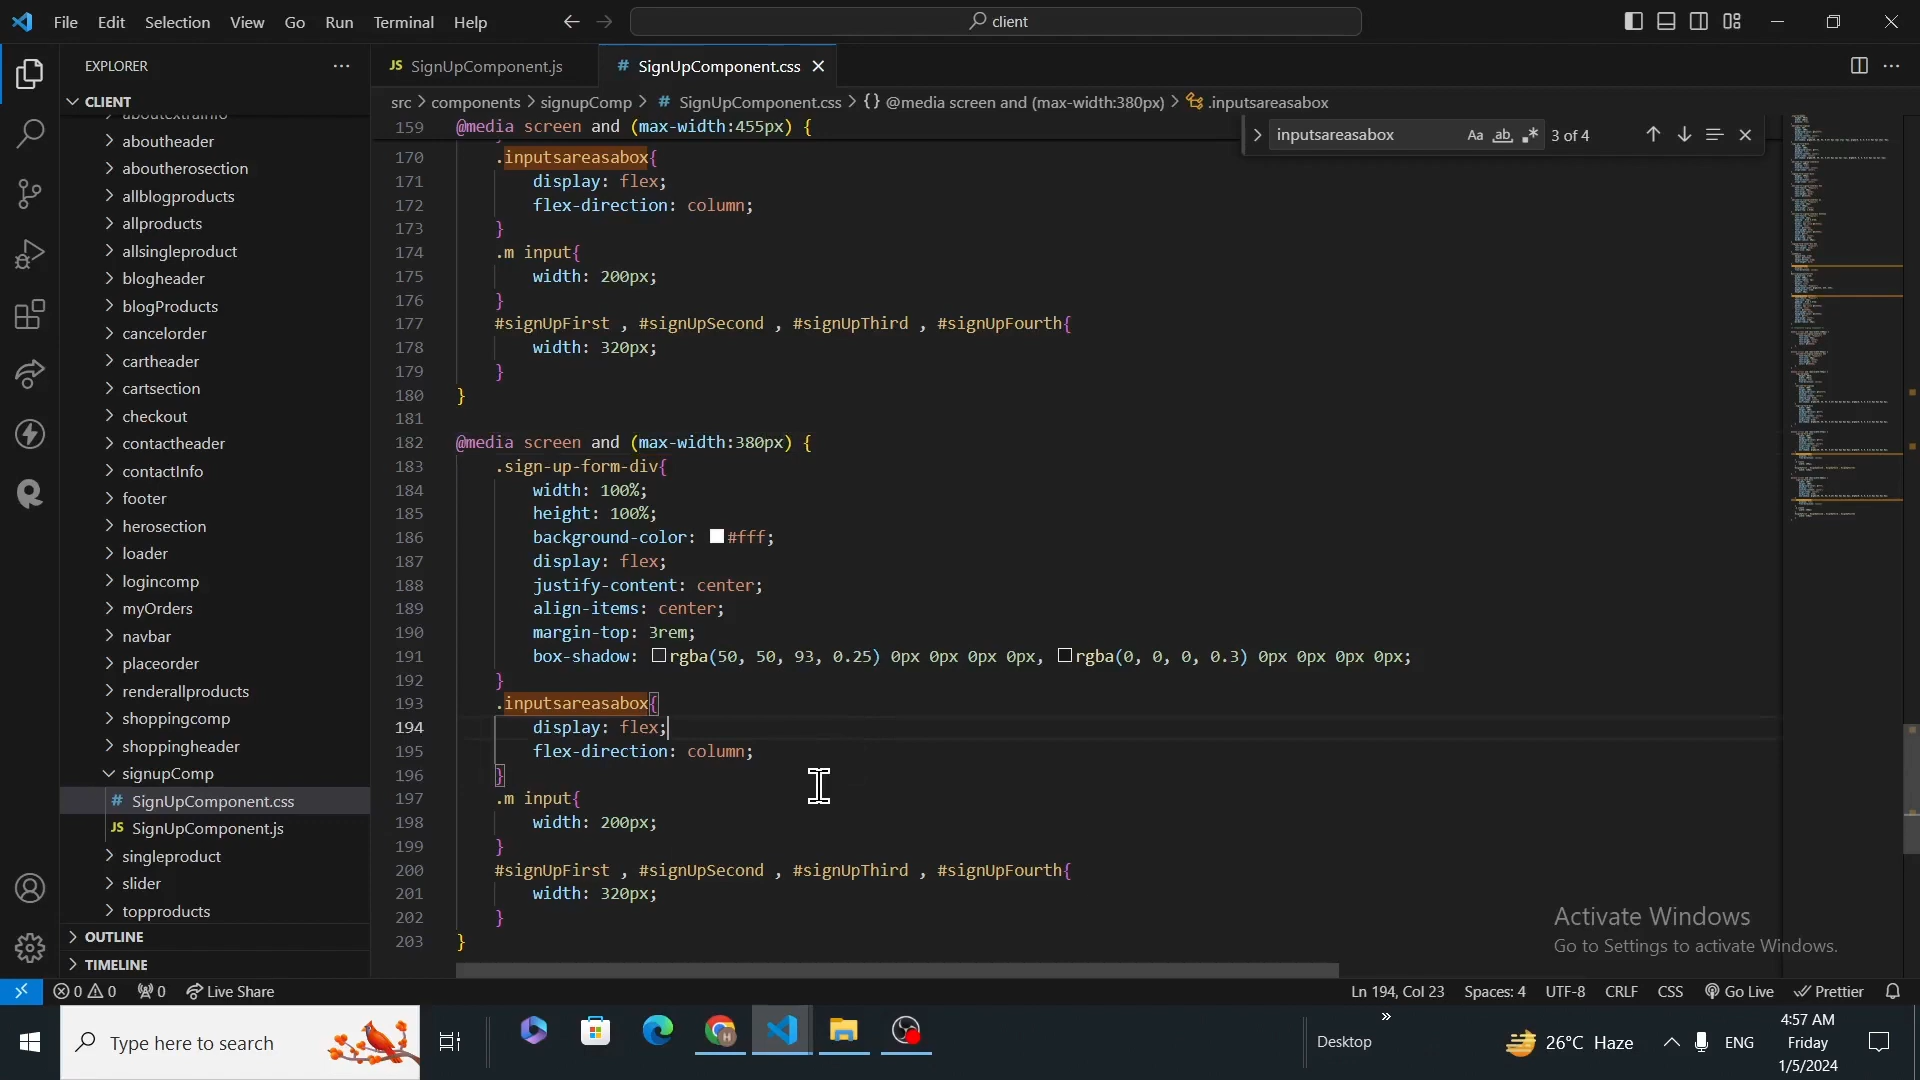 File Edit Selection View Go Run Terminal Help
client
EXPLORER
CLIENT
aboutextrainfo
aboutheader
aboutherosection
allblogproducts
allproducts
allsingleproduct
blogheader
blogProducts
cancelorder
cartheader
cartsection
checkout
contactheader
contactInfo
footer
herosection
loader
logincomp
myOrders
navbar
placeorder
renderallproducts
shoppingcomp
shoppingheader
signupComp
# SignUpComponent.css
JS SignUpComponent.js
singleproduct
slider
topproducts
OUTLINE
TIMELINE
JS SignUpComponent.js
# SignUpComponent.css
src > components > signupComp > # SignUpComponent.css > {} @media screen and (max-width:380px) > .inputsareasabox
inputsareasabox Aa ab 3 of 4
159 @media screen and (max-width:455px) {
170 .inputsareasabox{
171 display: flex;
172 flex-direction: column;
173 }
174 .m input{
175 width: 200px;
176 }
177 #signUpFirst , #signUpSecond , #signUpThird , #signUpFourth{
178 width: 320px;
179 }
180 }
181
182 @media screen and (max-width:380px) {
183 .sign-up-form-div{
184 width: 100%;
185 height: 100%;
186 background-color: #fff;
187 display: flex;
188 justify-content: center;
189 align-items: center;
190 margin-top: 3rem;
191 box-shadow: rgba(50, 50, 93, 0.25) 0px 0px 0px 0px, rgba(0, 0, 0, 0.3) 0px 0px 0px 0px;
192 }
193 .inputsareasabox{
194 display: flex;
195 flex-direction: column;
196 }
197 .m input{
198 width: 200px;
199 }
200 #signUpFirst , #signUpSecond , #signUpThird , #signUpFourth{
201 width: 320px;
202 }
203 }
Activate Windows
Go to Settings to activate Windows.
0 0 0 Live Share
Ln 194, Col 23 Spaces: 4 UTF-8 CRLF CSS Go Live Prettier
Type here to search
Desktop
26°C Haze
ENG
4:57 AM
Friday
1/5/2024